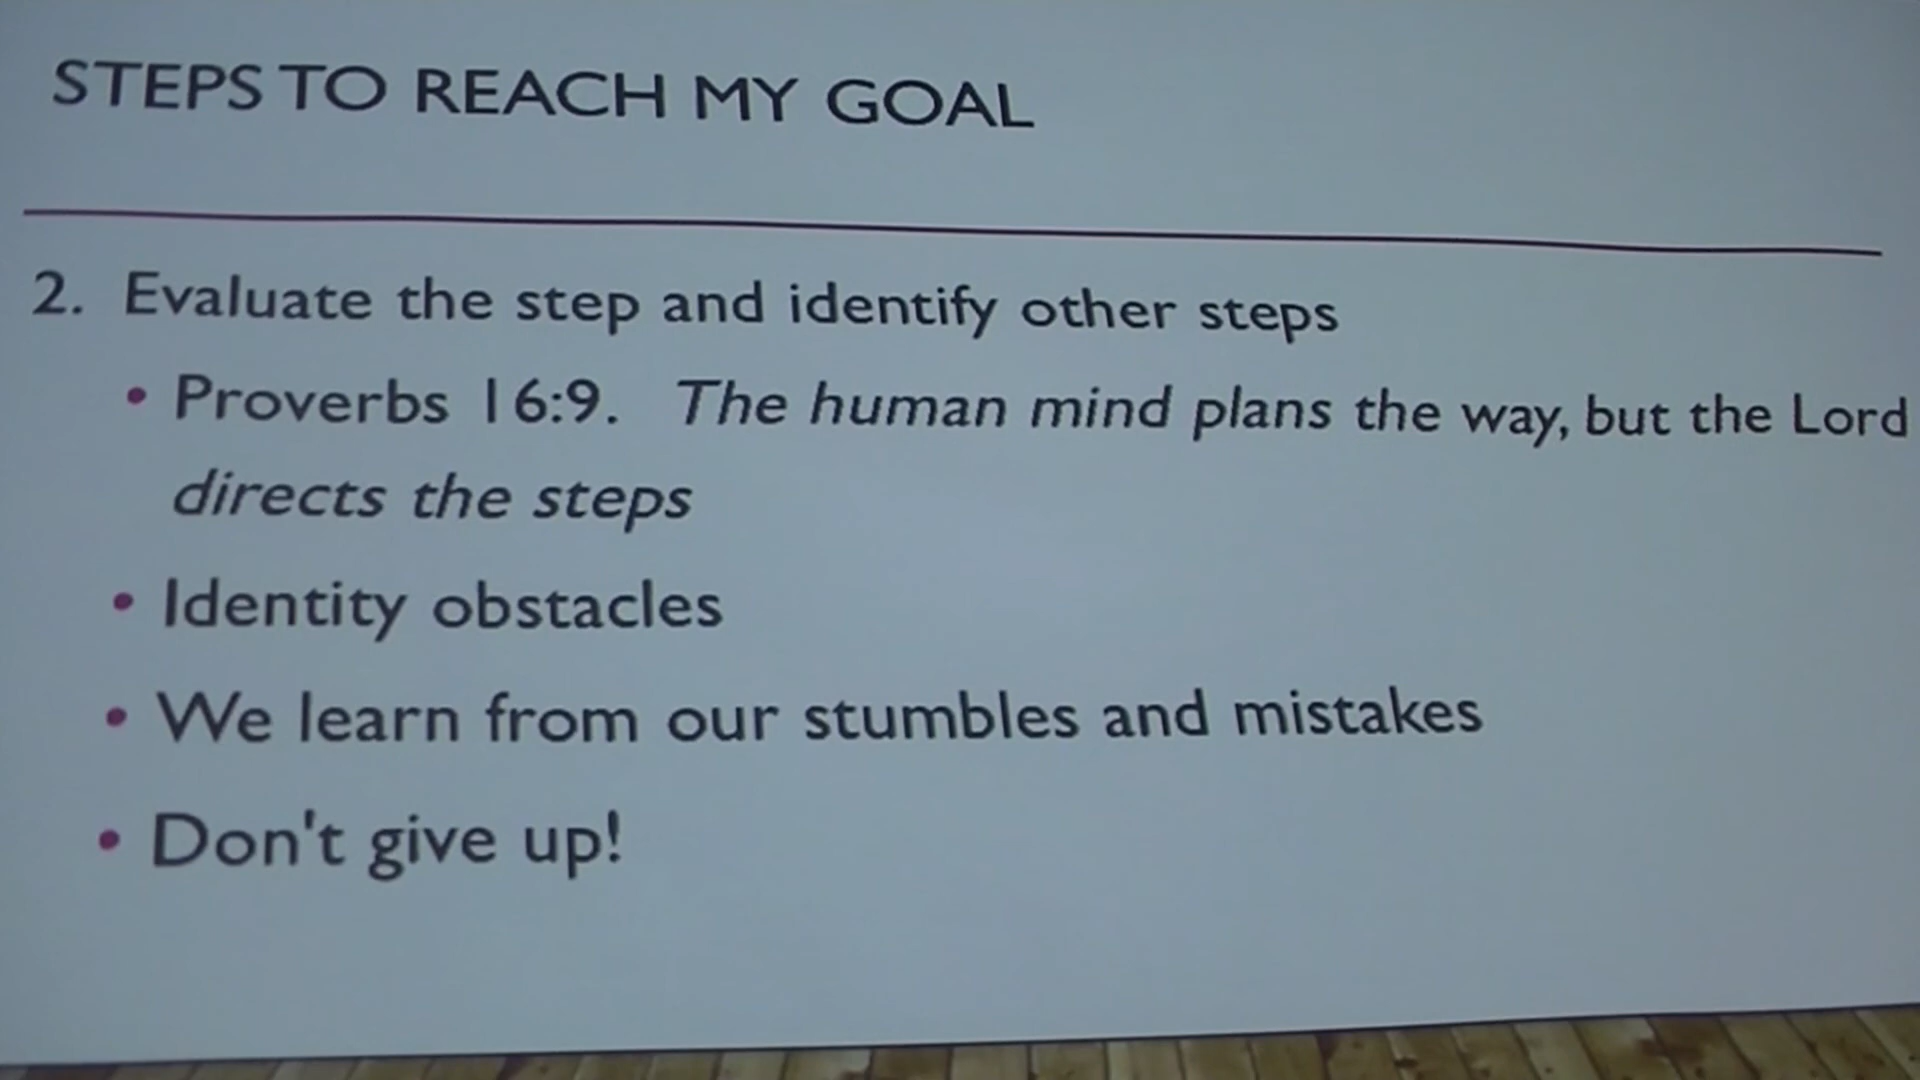 STEPS TO REACH MY GOAL
2. Evaluate the step and identify other steps
• Proverbs 16:9. The human mind plans the way, but the Lord
directs the steps
• Identity obstacles
• We learn from our stumbles and mistakes
• Don't give up!